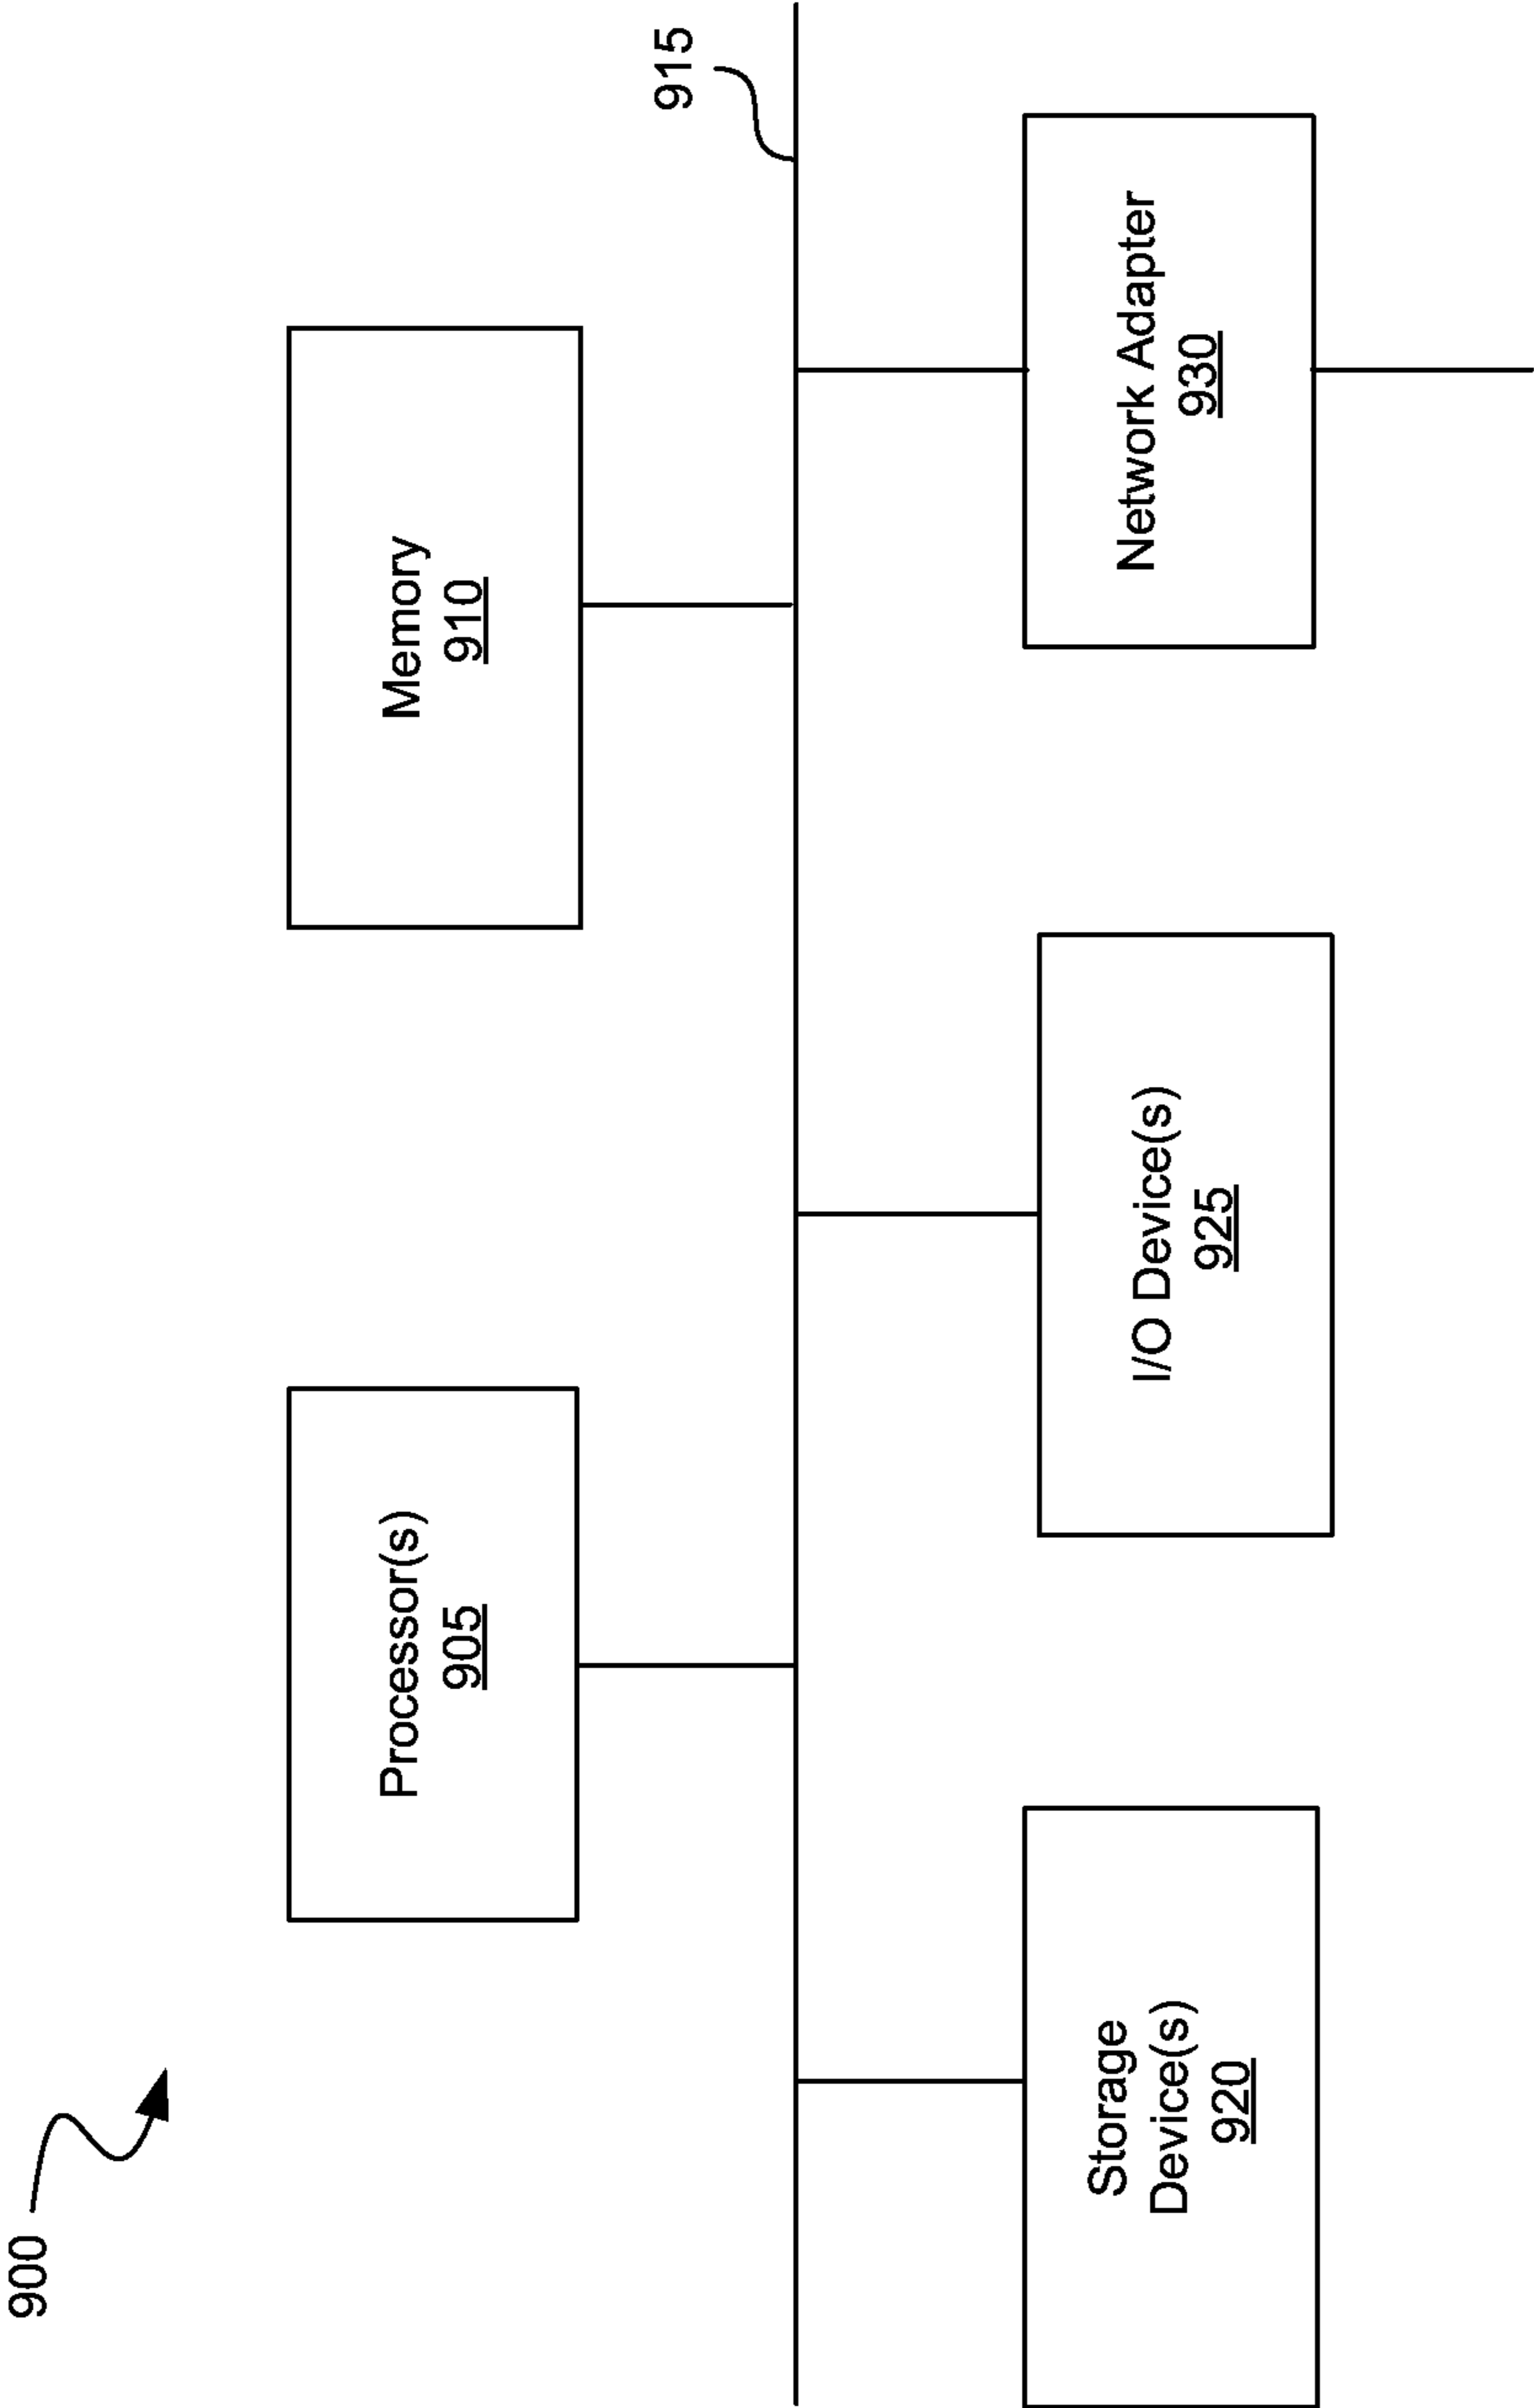 900
Processor(s)
905
Memory
910
915
Storage
Device(s)
920
I/O Device(s)
925
Network Adapter
930